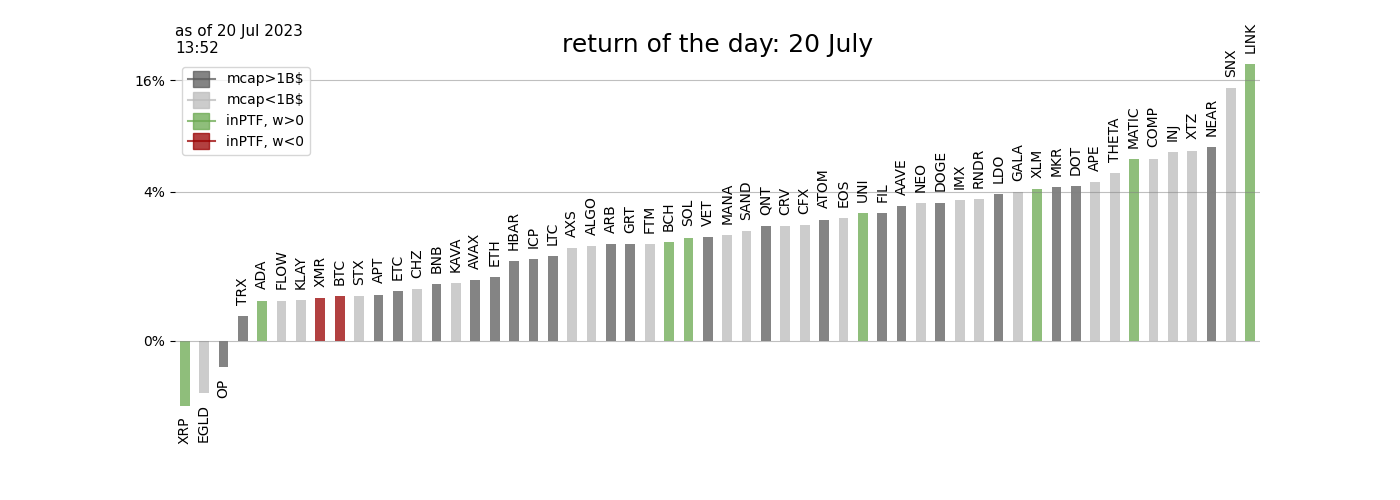 as of 20 Jul 2023
13:52
return of the day: 20 July
mcap>1B$
mcap<1B$
inPTF, w>0
inPTF, w<0
16%
4%
0%
XRP
EGLD
OP
TRX
ADA
FLOW
KLAY
XMR
BTC
STX
APT
ETC
CHZ
BNB
KAVA
AVAX
ETH
HBAR
ICP
LTC
AXS
ALGO
ARB
GRT
FTM
BCH
SOL
VET
MANA
SAND
QNT
CRV
CFX
ATOM
EOS
UNI
FIL
AAVE
NEO
DOGE
IMX
RNDR
LDO
GALA
XLM
MKR
DOT
APE
THETA
MATIC
COMP
INJ
XTZ
NEAR
SNX
LINK